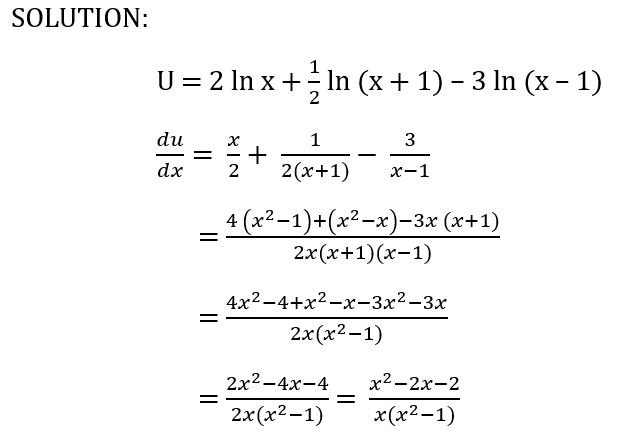 SOLUTION:
U = 2 ln x + 1/2 ln (x + 1) – 3 ln (x – 1)
du/dx = x/2 + 1/(2(x+1)) − 3/(x−1)
= (4 (x²−1)+(x²−x)−3x (x+1))/(2x(x+1)(x−1))
= (4x²−4+x²−x−3x²−3x)/(2x(x²−1))
= (2x²−4x−4)/(2x(x²−1)) = (x²−2x−2)/(x(x²−1))